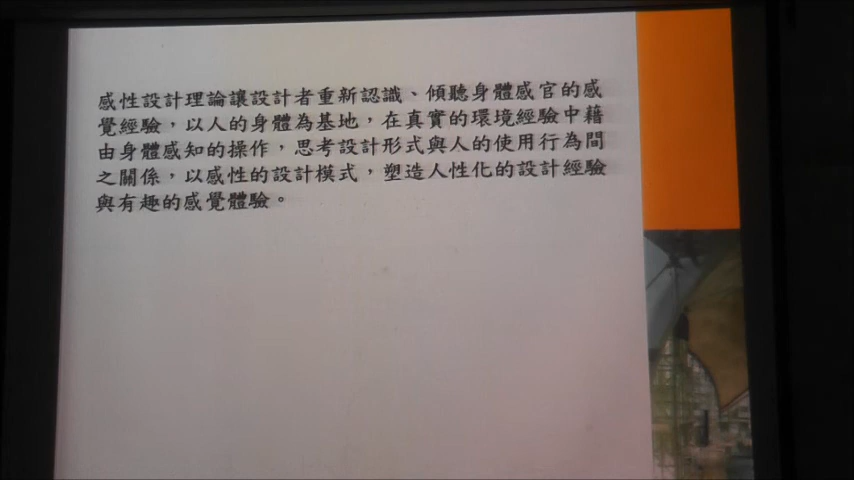 感性設計理論讓設計者重新認識、傾聽身體感官的感
覺經驗，以人的身體為基地，在真實的環境經驗中藉
由身體感知的操作，思考設計形式與人的使用行為間
之關係，以感性的設計模式，塑造人性化的設計經驗
與有趣的感覺體驗。